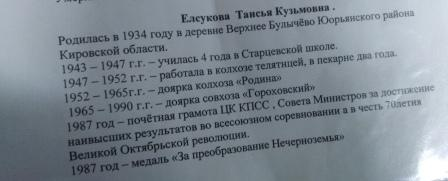 Елсукова Таисья Кузьмовна .
Родилась в 1934 году в деревне Верхнее Булычёво Юорьянского района
Кировской области.
1943 – 1947 г.г. – училась 4 года в Старцевской школе.
1947 – 1952 г.г. – работала в колхозе телятницей, в пекарне два года.
1952 – 1965г.г. – доярка колхоза «Родина»
1965 – 1990 г.г. – доярка совхоза «Гороховский»
1987 год – почётная грамота ЦК КПСС , Совета Министров за достижение
наивысших результатов во всесоюзном соревновании а в честь 70летия
Великой Октябрьской революции.
1987 год – медаль «За преобразование Нечерноземья»